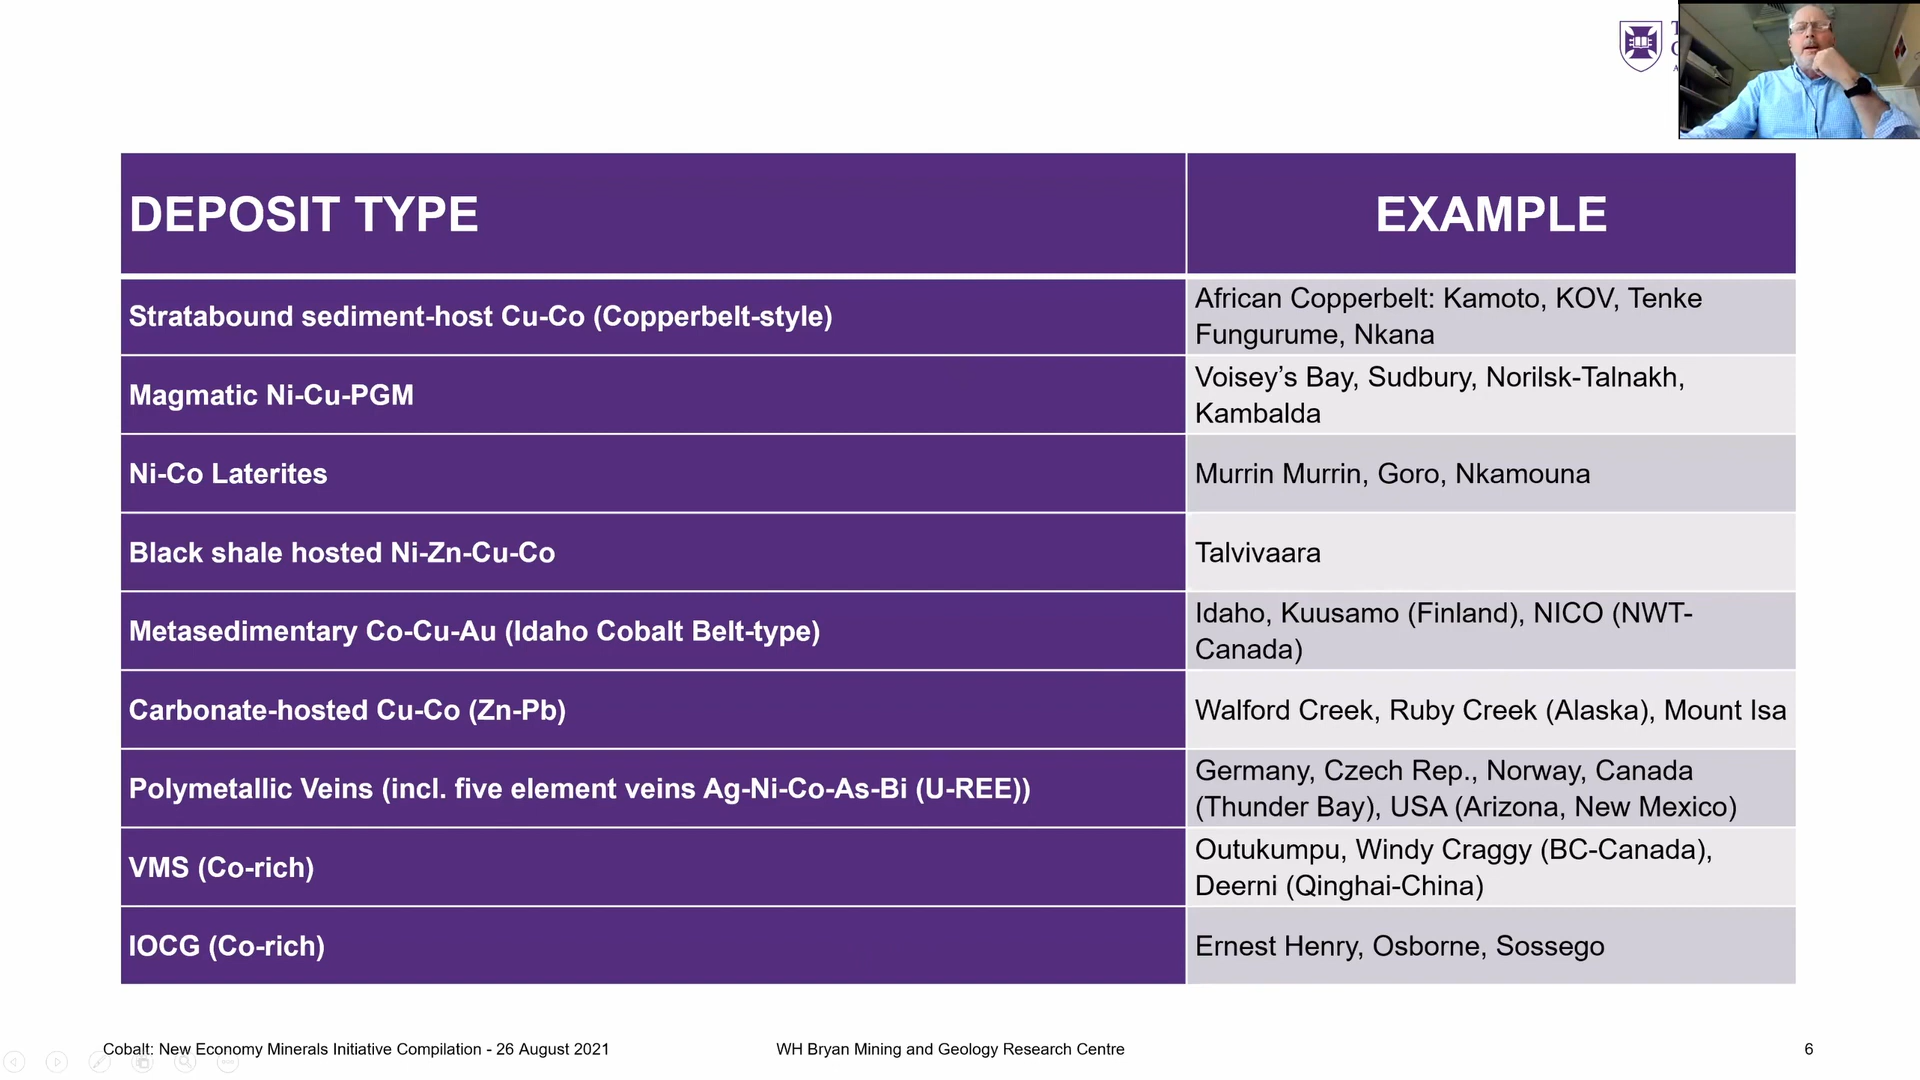 DEPOSIT TYPE
EXAMPLE
Stratabound sediment-host Cu-Co (Copperbelt-style)
African Copperbelt: Kamoto, KOV, Tenke
Fungurume, Nkana
Magmatic Ni-Cu-PGM
Voisey’s Bay, Sudbury, Norilsk-Talnakh,
Kambalda
Ni-Co Laterites
Murrin Murrin, Goro, Nkamouna
Black shale hosted Ni-Zn-Cu-Co
Talvivaara
Metasedimentary Co-Cu-Au (Idaho Cobalt Belt-type)
Idaho, Kuusamo (Finland), NICO (NWT-
Canada)
Carbonate-hosted Cu-Co (Zn-Pb)
Walford Creek, Ruby Creek (Alaska), Mount Isa
Polymetallic Veins (incl. five element veins Ag-Ni-Co-As-Bi (U-REE))
Germany, Czech Rep., Norway, Canada
(Thunder Bay), USA (Arizona, New Mexico)
VMS (Co-rich)
Outukumpu, Windy Craggy (BC-Canada),
Deerni (Qinghai-China)
IOCG (Co-rich)
Ernest Henry, Osborne, Sossego
Cobalt: New Economy Minerals Initiative Compilation - 26 August 2021
WH Bryan Mining and Geology Research Centre
6